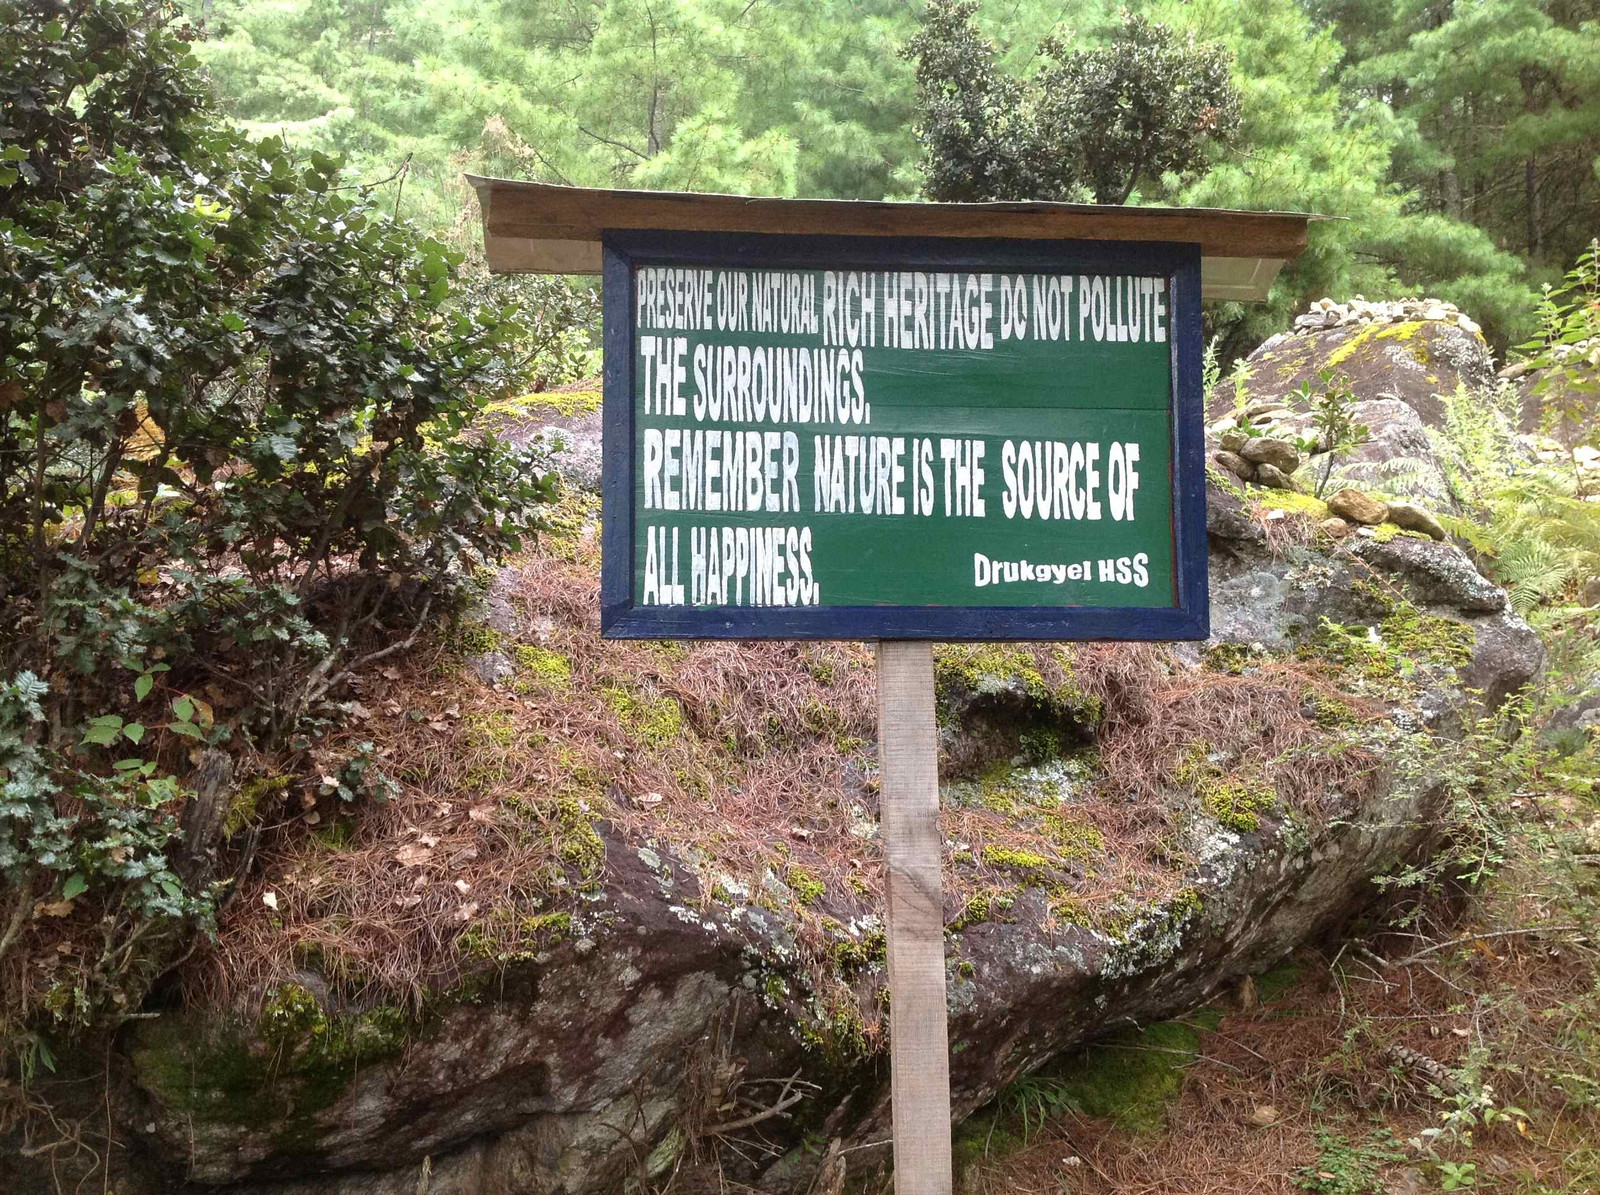 PRESERVE OUR NATURAL RICH HERITAGE DO NOT POLLUTE
THE SURROUNDINGS.
REMEMBER NATURE IS THE SOURCE OF
ALL HAPPINESS.
Drukgyel HSS